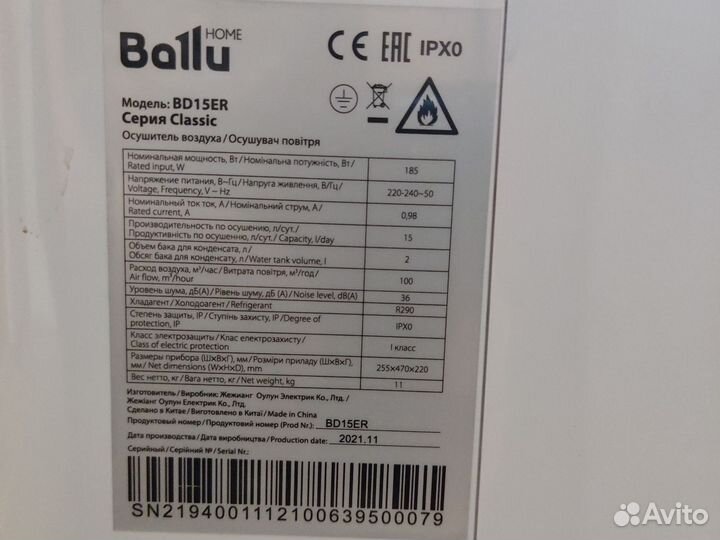 Ballu HOME
CE EAC IPX0
Модель: BD15ER
Серия Classic
Осушитель воздуха / Осушувач повітря
Номинальная мощность, Вт / Номінальна потужність, Вт /
Rated input, W
185
Напряжение питания, В~Гц / Напруга живлення, В/Гц /
Voltage, Frequency, V ~ Hz
220-240~50
Номинальный ток ток, А / Номінальний струм, А /
Rated current, A
0,98
Производительность по осушению, л/сут. /
Продуктивність по осушению, л/сут. / Capacity, l/day
15
Объем бака для конденсата, л /
Обсяг бака для конденсату, л / Water tank volume, l
2
Расход воздуха, м³/час / Витрата повітря, м³/год /
Air flow, m³/hour
100
Уровень шума, дБ(А) / Рівень шуму, дБ (А) / Noise level, dB(A)
36
Хладагент / Холодоагент / Refrigerant
R290
Степень защиты, IP / Ступінь захисту, IP / Degree of
protection, IP
IPX0
Класс электрозащиты / Клас електрозахисту /
Class of electric protection
I класс
Размеры прибора (ШхВхГ), мм / Розміри приладу (ШхВхГ),
мм / Net dimensions (WxHxD), mm
255x470x220
Вес нетто, кг / Вага нетто, кг / Net weight, kg
11
Изготовитель / Виробник: Жежианг Оулун Электрик Ко., Лтд. /
Жежіанг Оулун Електрик Ко., Лтд.
Сделано в Китае / Виготовлено в Китаї / Made in China
Продуктовый номер / Продуктовий номер (Prod Nr.): BD15ER
Дата производства / Дата виробництва / Production date: 2021.11
Серийный / Серійний № / Serial Nr.:
SN21940011121006395000​79
Avito